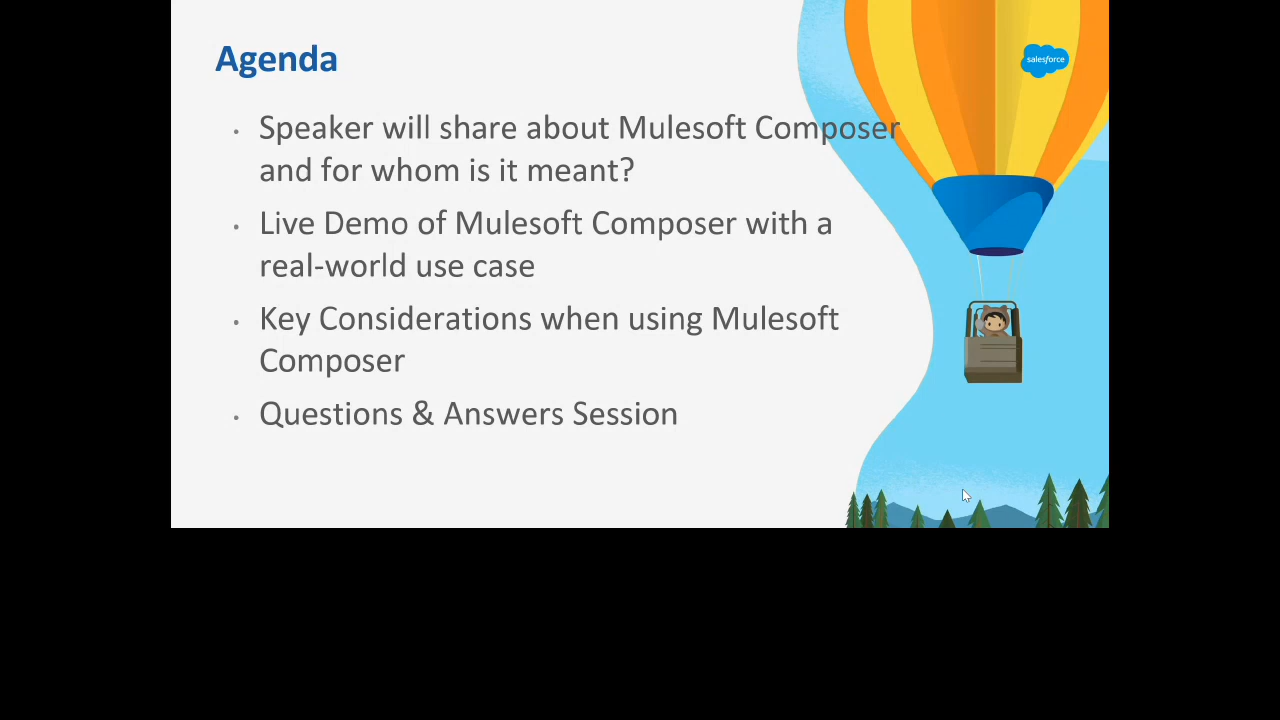 Agenda
salesforce
• Speaker will share about Mulesoft Composer
and for whom is it meant?
• Live Demo of Mulesoft Composer with a
real-world use case
• Key Considerations when using Mulesoft
Composer
• Questions & Answers Session